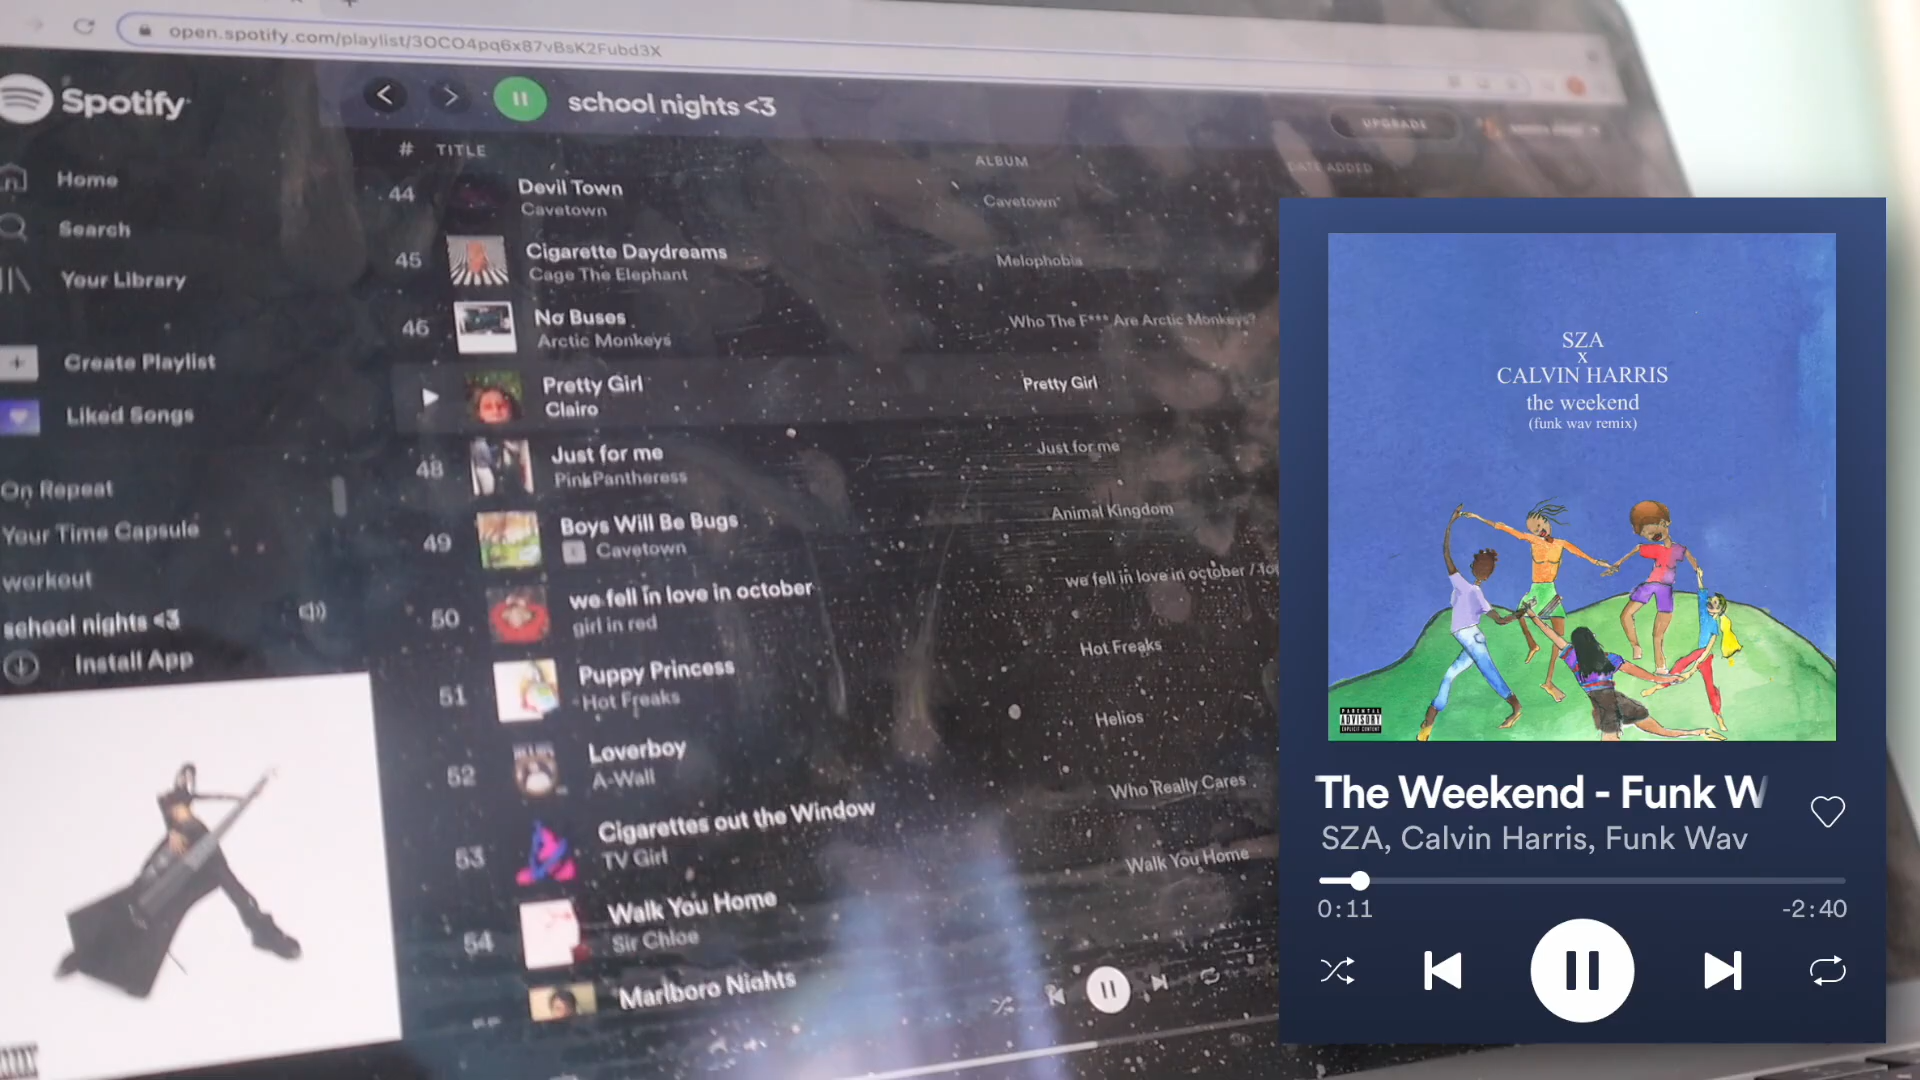 open.spotify.com/playlist/3OCO4pq6x87vBsK2Fubd3X
Spotify
school nights <3
UPGRADE
Home
Search
Your Library
Create Playlist
Liked Songs
On Repeat
Your Time Capsule
workout
school nights <3
Install App
# TITLE ALBUM DATE ADDED
44 Devil Town Cavetown
Cavetown
45 Cigarette Daydreams Melophobia
Cage The Elephant
46 No Buses Who The F*** Are Arctic Monkeys?
Arctic Monkeys
Pretty Girl Pretty Girl
Clairo
48 Just for me Just for me
PinkPantheress
49 Boys Will Be Bugs Animal Kingdom
Cavetown
50 we fell in love in october we fell in love in october /
girl in red
51 Puppy Princess Hot Freaks
Hot Freaks
52 Loverboy Helios
A-Wall
53 Cigarettes out the Window Who Really Cares
TV Girl
54 Walk You Home Walk You Home
Sir Chloe
Marlboro Nights
SZA
x
CALVIN HARRIS
the weekend
(funk wav remix)
PARENTAL
ADVISORY
EXPLICIT CONTENT
The Weekend - Funk W
SZA, Calvin Harris, Funk Wav
0:11 -2:40